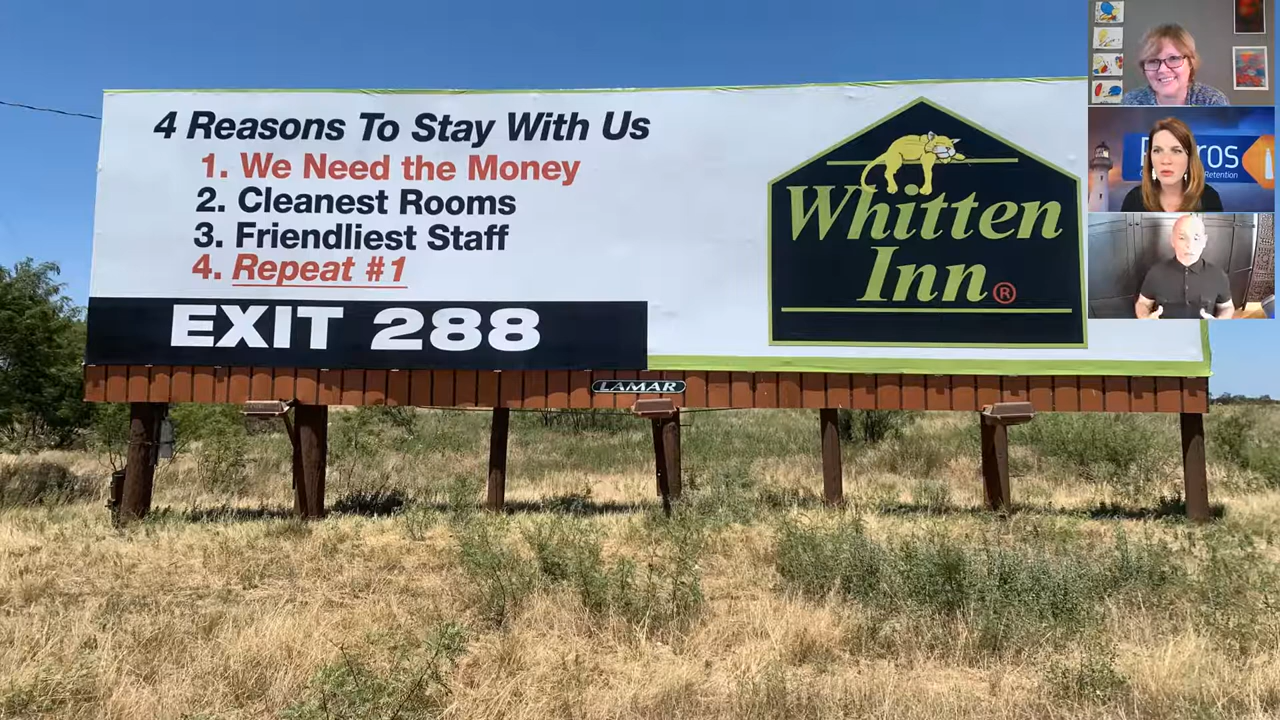 4 Reasons To Stay With Us
1. We Need the Money
2. Cleanest Rooms
3. Friendliest Staff
4. Repeat #1
EXIT 288
Whitten
Inn®
LAMAR
Retention